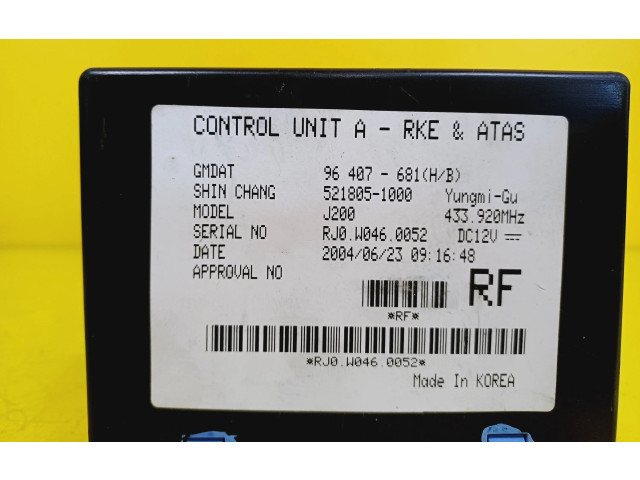 CONTROL UNIT A - RKE & ATAS
GMDAT 96 407 - 681(H/B)
SHIN CHANG 521805-1000 Yungmi-Gu
MODEL J200 433.920MHz
SERIAL NO RJ0.W046.0052 DC12V
DATE 2004/06/23 09:16:48
APPROVAL NO
RF
*RF*
*RJ0.W046.0052*
Made In KOREA